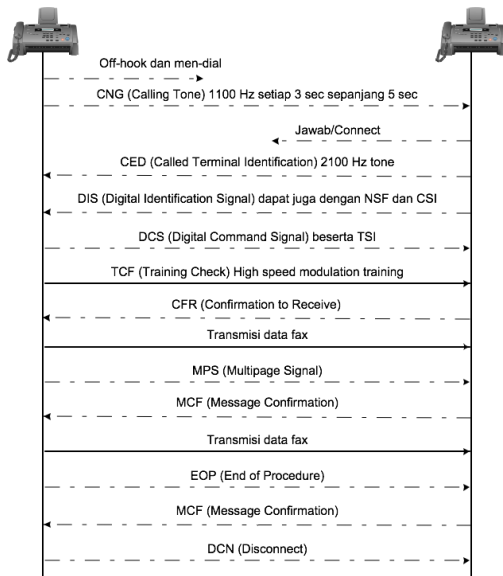 Off-hook dan men-dial
CNG (Calling Tone) 1100 Hz setiap 3 sec sepanjang 5 sec
Jawab/Connect
CED (Called Terminal Identification) 2100 Hz tone
DIS (Digital Identification Signal) dapat juga dengan NSF dan CSI
DCS (Digital Command Signal) beserta TSI
TCF (Training Check) High speed modulation training
CFR (Confirmation to Receive)
Transmisi data fax
MPS (Multipage Signal)
MCF (Message Confirmation)
Transmisi data fax
EOP (End of Procedure)
MCF (Message Confirmation)
DCN (Disconnect)